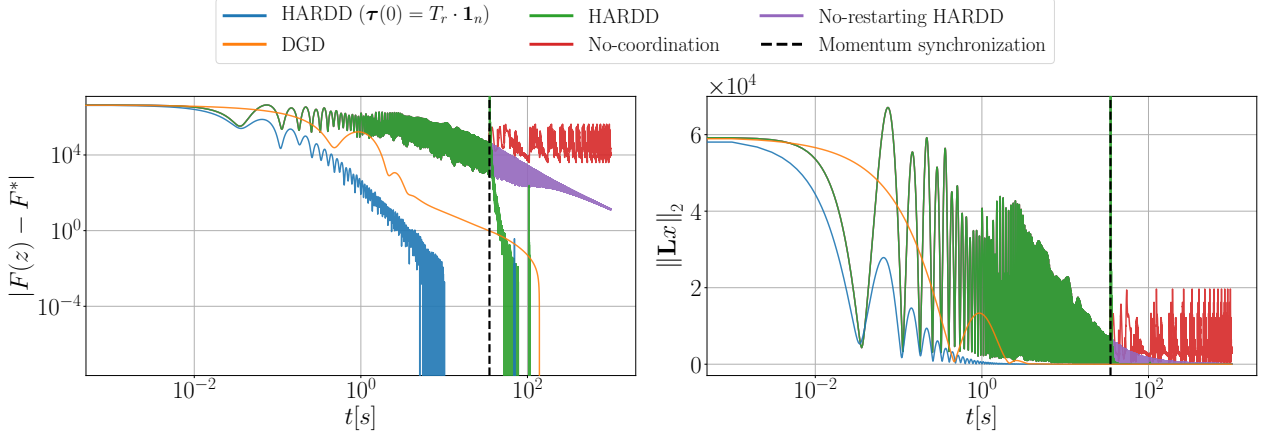 HARDD (τ(0) = T_r · 1_n) HARDD No-restarting HARDD
DGD No-coordination Momentum synchronization
×10^4
|F(z) − F*|
10^4
10^0
10^−4
10^−2 10^0 10^2
t[s]
‖Lx‖_2
6
4
2
0
10^−2 10^0 10^2
t[s]